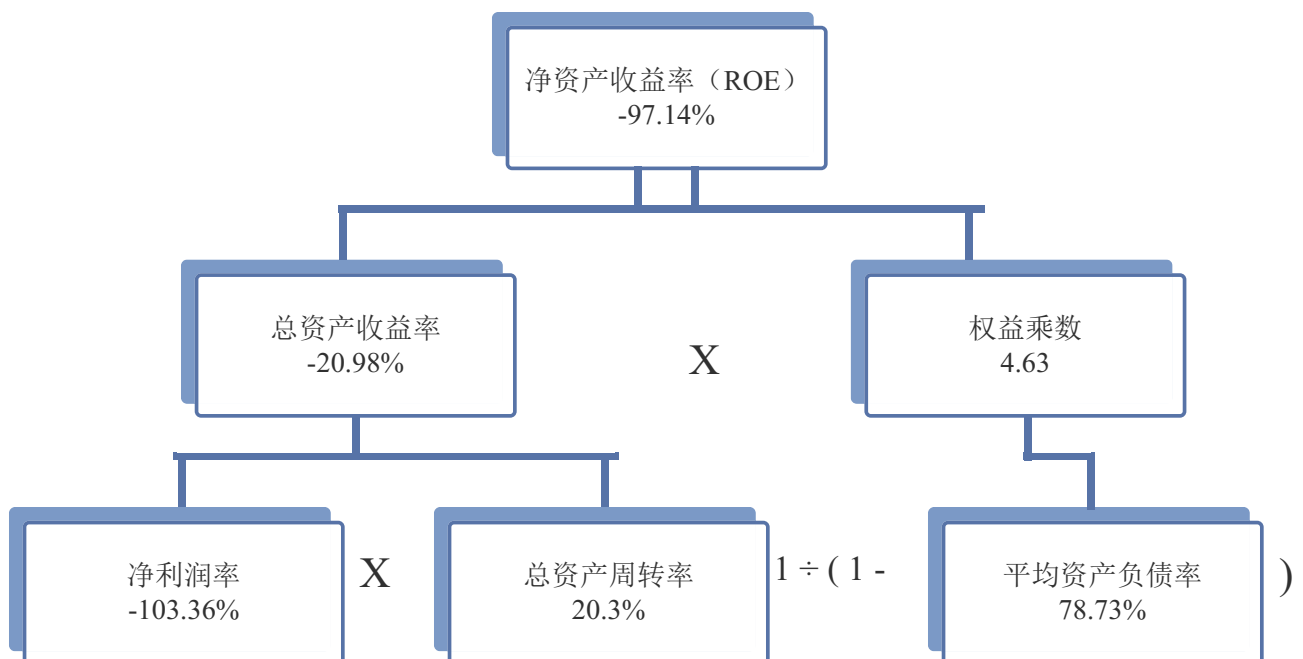 净资产收益率（ROE）
-97.14%
总资产收益率
-20.98%
X
权益乘数
4.63
净利润率
-103.36%
X
总资产周转率
20.3%
1 ÷ ( 1 -
平均资产负债率
78.73%
)